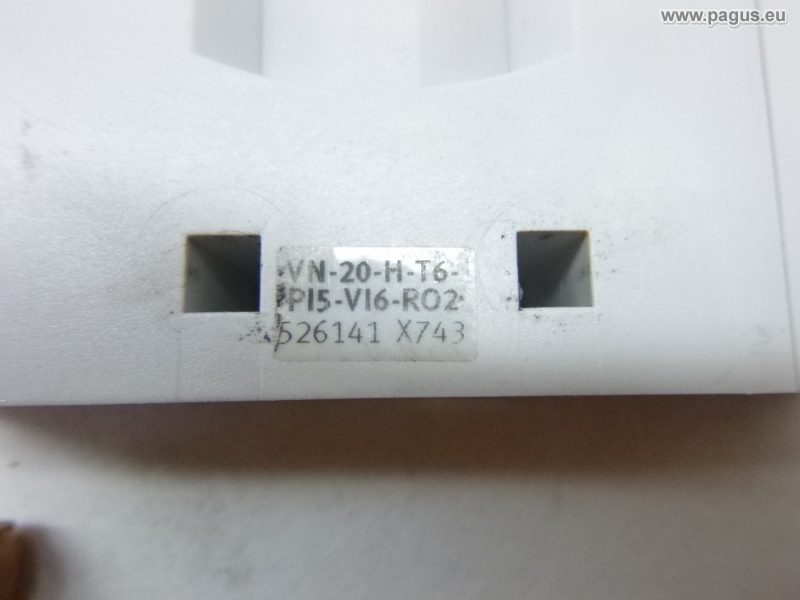 www.pagus.eu
VN-20-H-T6-
PI5-VI6-RO2
526141 X743